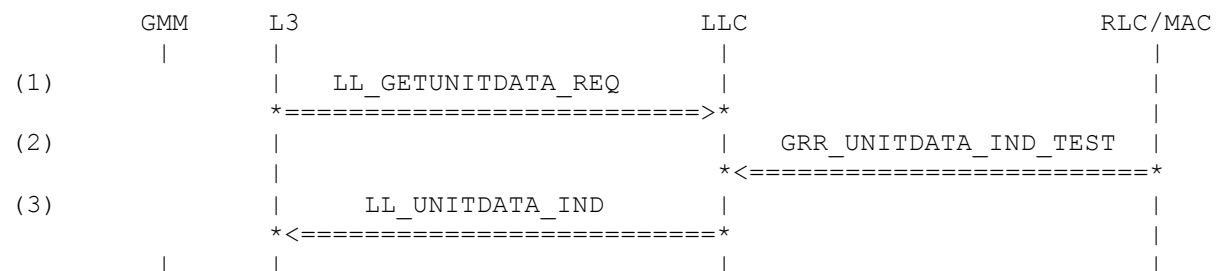 GMM L3 LLC RLC/MAC
| | | |
(1) | LL_GETUNITDATA_REQ | |
*==========================>* |
(2) | | GRR_UNITDATA_IND_TEST |
| *<=========================*
(3) | LL_UNITDATA_IND | |
*<==========================* |
| | | |